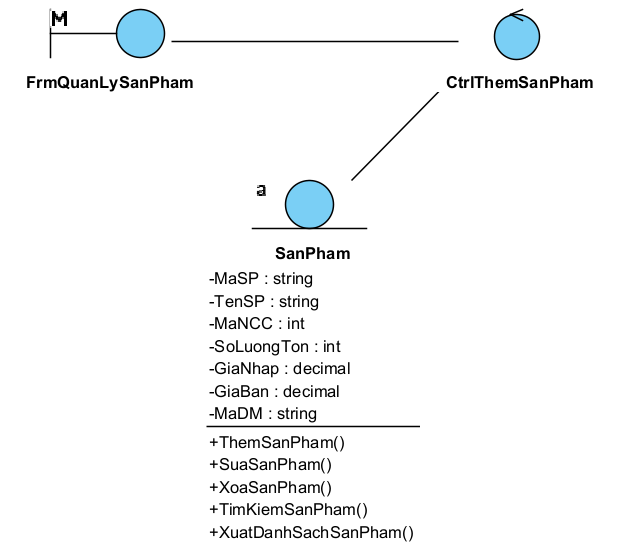 M
FrmQuanLySanPham
CtrlThemSanPham
a
SanPham
-MaSP : string
-TenSP : string
-MaNCC : int
-SoLuongTon : int
-GiaNhap : decimal
-GiaBan : decimal
-MaDM : string
+ThemSanPham()
+SuaSanPham()
+XoaSanPham()
+TimKiemSanPham()
+XuatDanhSachSanPham()